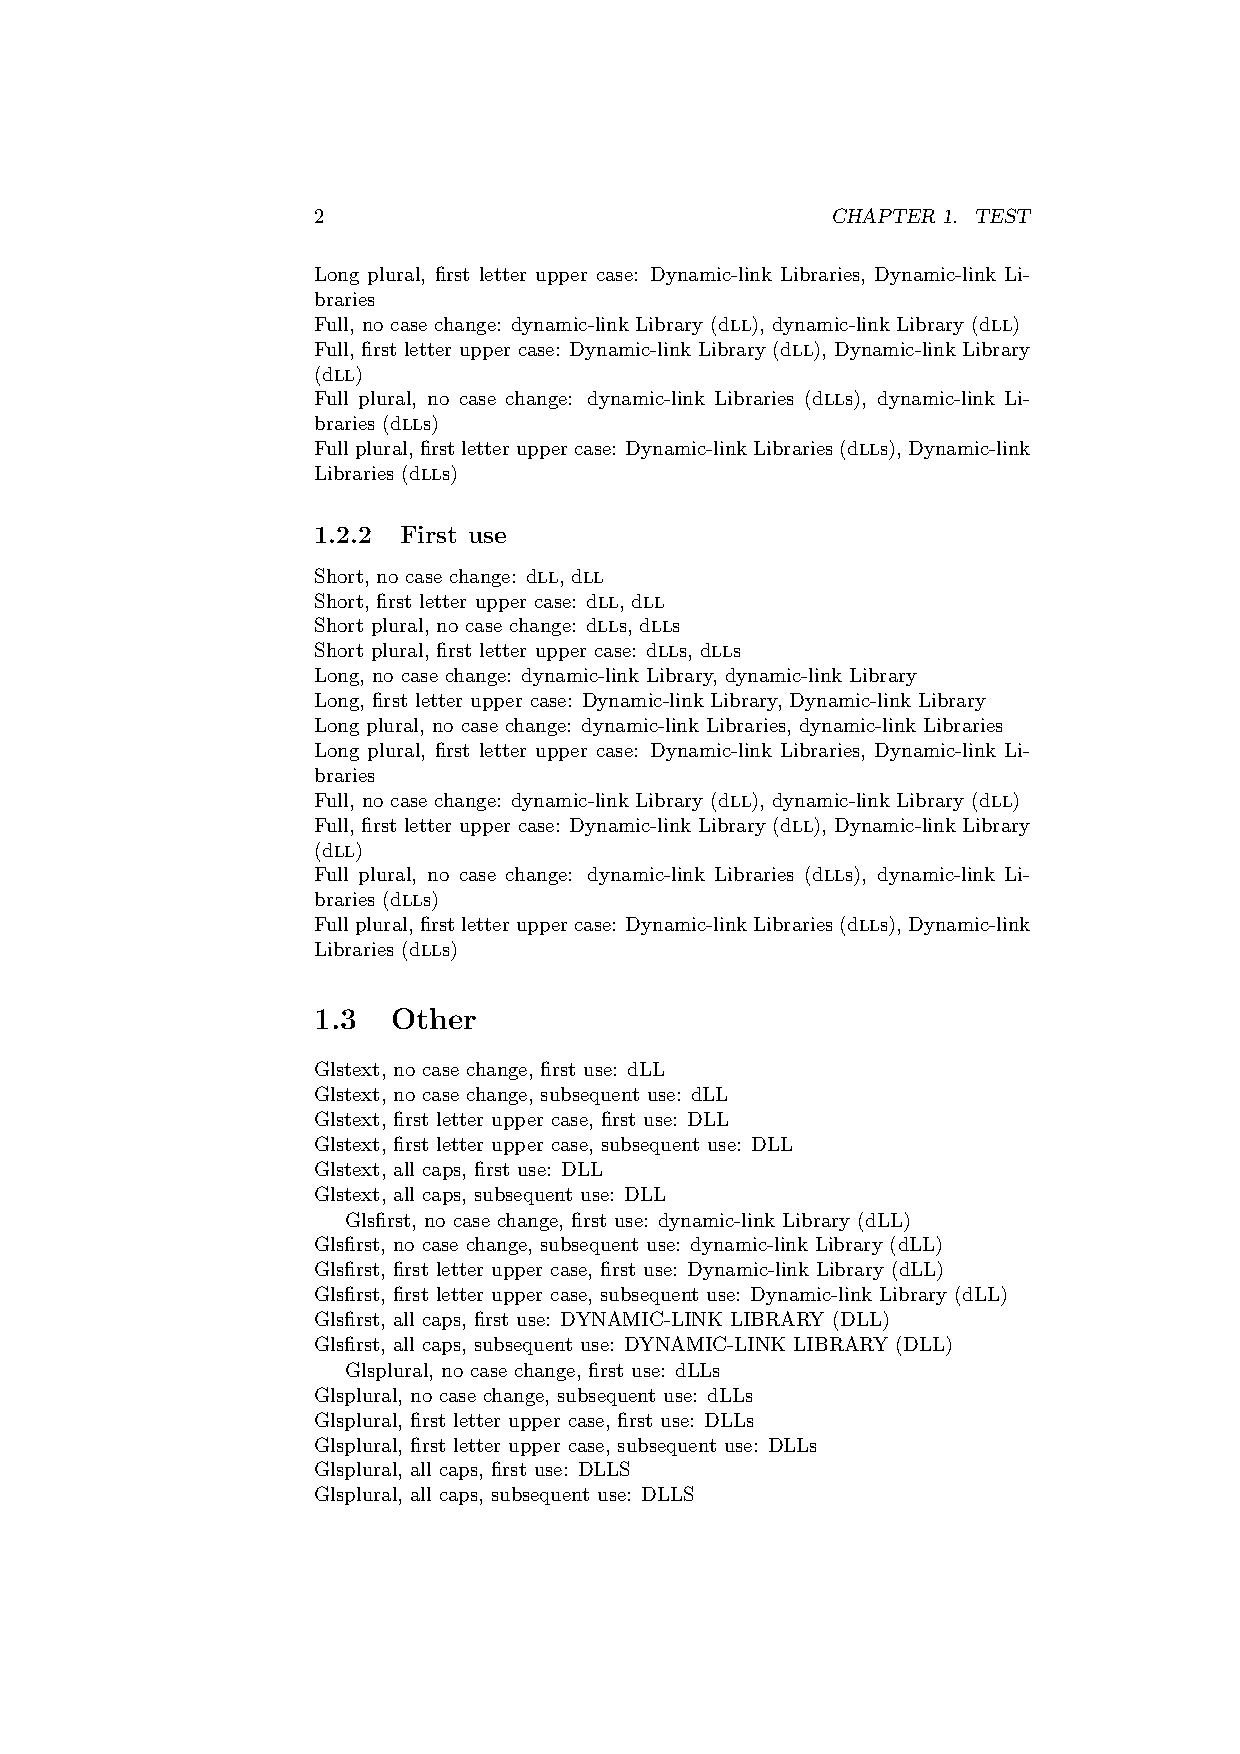 2 CHAPTER 1. TEST
Long plural, first letter upper case: Dynamic-link Libraries, Dynamic-link Li-
braries
Full, no case change: dynamic-link Library (dLL), dynamic-link Library (dLL)
Full, first letter upper case: Dynamic-link Library (dLL), Dynamic-link Library
(dLL)
Full plural, no case change: dynamic-link Libraries (dLLs), dynamic-link Li-
braries (dLLs)
Full plural, first letter upper case: Dynamic-link Libraries (dLLs), Dynamic-link
Libraries (dLLs)
1.2.2 First use
Short, no case change: dLL, dLL
Short, first letter upper case: dLL, dLL
Short plural, no case change: dLLs, dLLs
Short plural, first letter upper case: dLLs, dLLs
Long, no case change: dynamic-link Library, dynamic-link Library
Long, first letter upper case: Dynamic-link Library, Dynamic-link Library
Long plural, no case change: dynamic-link Libraries, dynamic-link Libraries
Long plural, first letter upper case: Dynamic-link Libraries, Dynamic-link Li-
braries
Full, no case change: dynamic-link Library (dLL), dynamic-link Library (dLL)
Full, first letter upper case: Dynamic-link Library (dLL), Dynamic-link Library
(dLL)
Full plural, no case change: dynamic-link Libraries (dLLs), dynamic-link Li-
braries (dLLs)
Full plural, first letter upper case: Dynamic-link Libraries (dLLs), Dynamic-link
Libraries (dLLs)
1.3 Other
Glstext, no case change, first use: dLL
Glstext, no case change, subsequent use: dLL
Glstext, first letter upper case, first use: DLL
Glstext, first letter upper case, subsequent use: DLL
Glstext, all caps, first use: DLL
Glstext, all caps, subsequent use: DLL
Glsfirst, no case change, first use: dynamic-link Library (dLL)
Glsfirst, no case change, subsequent use: dynamic-link Library (dLL)
Glsfirst, first letter upper case, first use: Dynamic-link Library (dLL)
Glsfirst, first letter upper case, subsequent use: Dynamic-link Library (dLL)
Glsfirst, all caps, first use: DYNAMIC-LINK LIBRARY (DLL)
Glsfirst, all caps, subsequent use: DYNAMIC-LINK LIBRARY (DLL)
Glsplural, no case change, first use: dLLs
Glsplural, no case change, subsequent use: dLLs
Glsplural, first letter upper case, first use: DLLs
Glsplural, first letter upper case, subsequent use: DLLs
Glsplural, all caps, first use: DLLS
Glsplural, all caps, subsequent use: DLLS